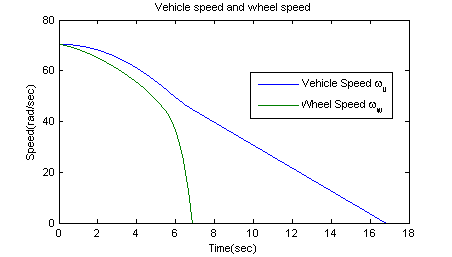 Vehicle speed and wheel speed
80
60
40
20
0
Speed(rad/sec)
Vehicle Speed ωᵤ
Wheel Speed ω_w
0 2 4 6 8 10 12 14 16 18
Time(sec)